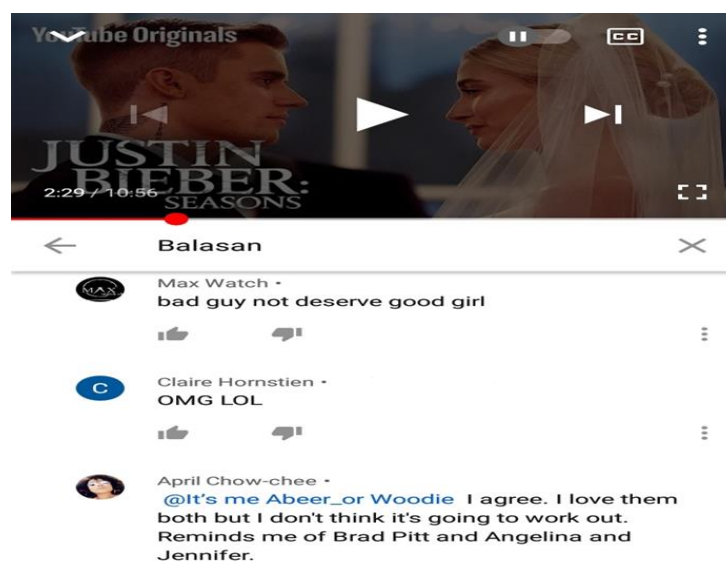 YouTube Originals
CC
JUSTIN
BIEBER:
SEASONS
2:29 / 10:56
Balasan
MAX
Max Watch •
bad guy not deserve good girl
C
Claire Hornstien •
OMG LOL
April Chow-chee •
@It's me Abeer_or Woodie I agree. I love them
both but I don't think it's going to work out.
Reminds me of Brad Pitt and Angelina and
Jennifer.